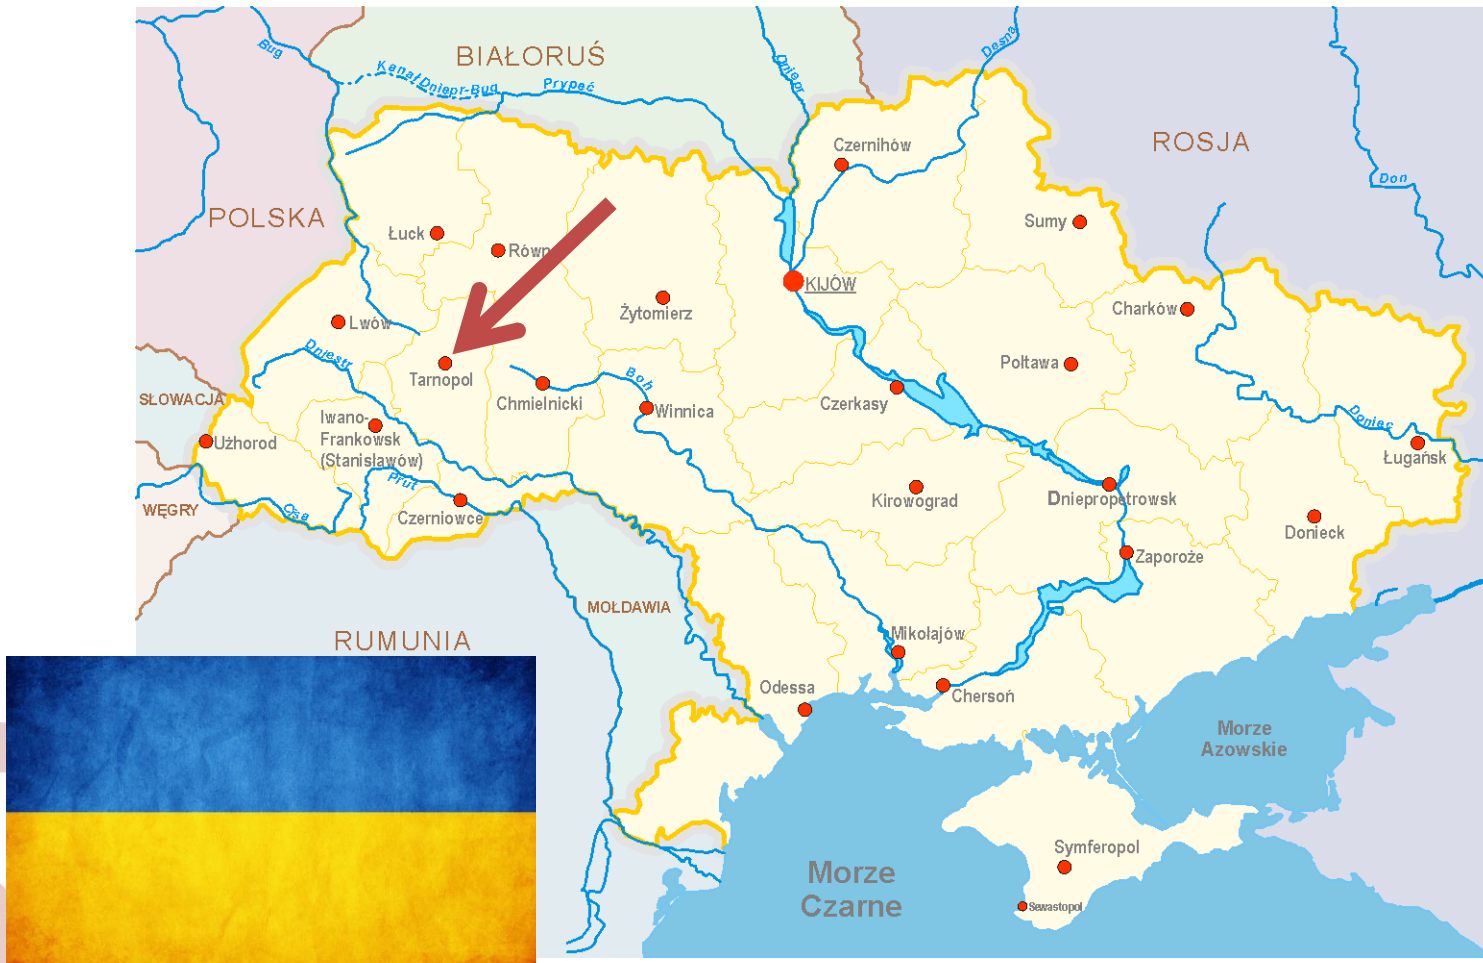 Bug
BIAŁORUŚ
Kanał Dniepr-Bug
Prypeć
Dniepr
Desna
ROSJA
Don
POLSKA
Czernihów
Sumy
Łuck
Równ
KIJÓW
Żytomierz
Charków
Lwów
Dniestr
Tarnopol
Chmielnicki
Boh
Winnica
Czerkasy
Połtawa
Doniec
Ługańsk
SŁOWACJA
Użhorod
Iwano-
Frankowsk
(Stanisławów)
Prut
Cisa
WĘGRY
Czerniowce
Kirowograd
Dniepropetrowsk
Donieck
Zaporoże
MOŁDAWIA
RUMUNIA
Mikołajów
Odessa
Chersoń
Morze
Azowskie
Symferopol
Morze
Czarne
Sewastopol